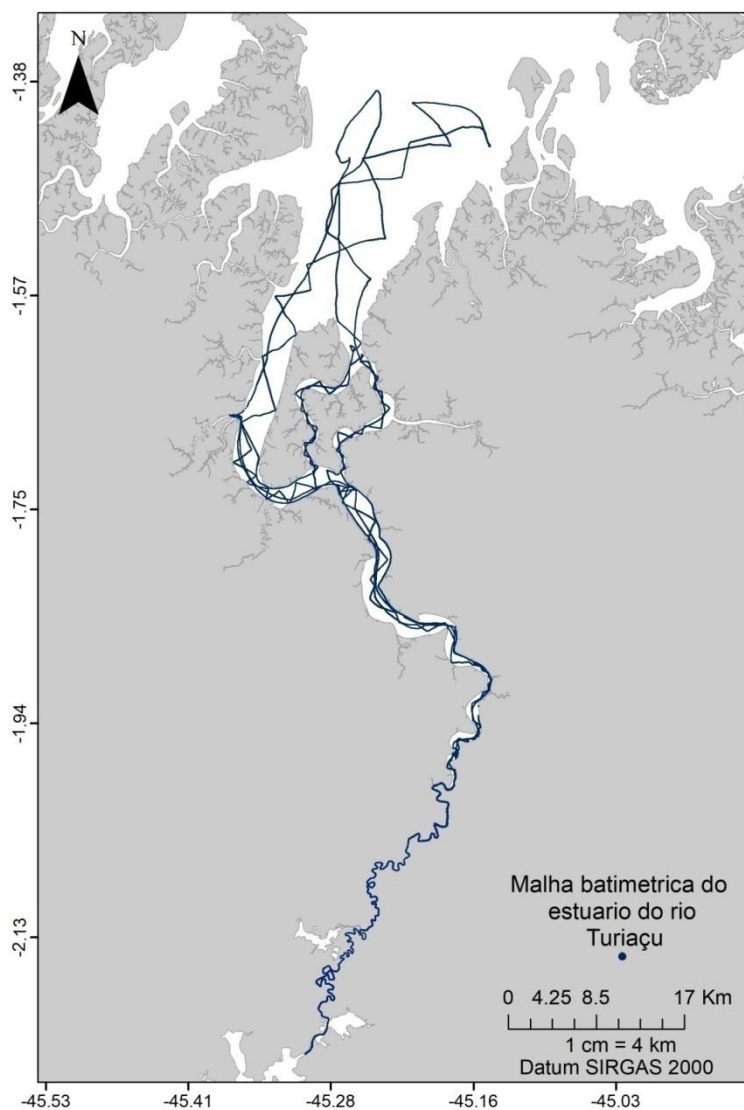 N
-1.38
-1.57
-1.75
-1.94
-2.13
Malha batimetrica do
estuario do rio
Turiaçu
0 4.25 8.5 17 Km
1 cm = 4 km
Datum SIRGAS 2000
-45.53 -45.41 -45.28 -45.16 -45.03